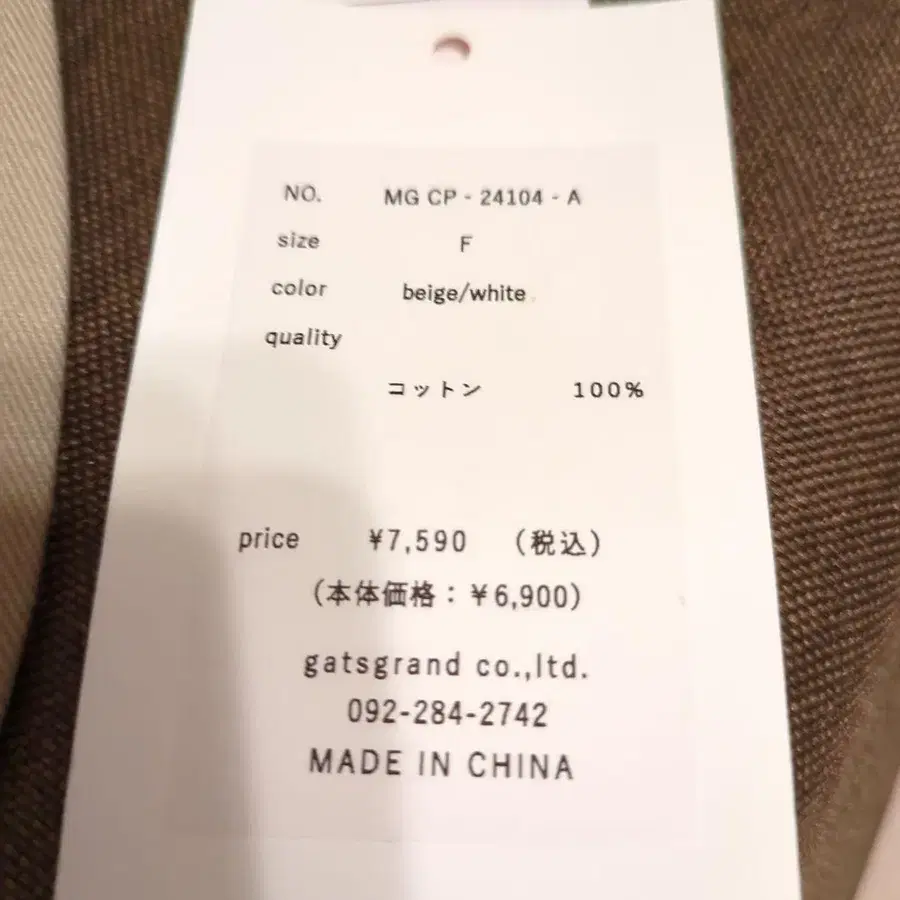 NO. MG CP - 24104 - A
size F
color beige/white
quality
コットン 100%
price ¥7,590 （税込）
（本体価格：¥6,900）
gatsgrand co.,ltd.
092-284-2742
MADE IN CHINA